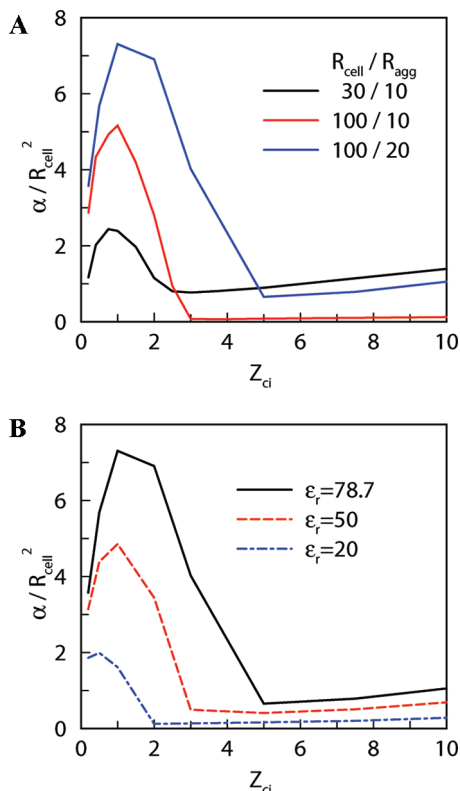 A
8
6
4
2
0
α / R_cell^2
R_cell / R_agg
30 / 10
100 / 10
100 / 20
0 2 4 6 8 10
Z_ci
B
8
6
4
2
0
α / R_cell^2
ε_r=78.7
ε_r=50
ε_r=20
0 2 4 6 8 10
Z_ci